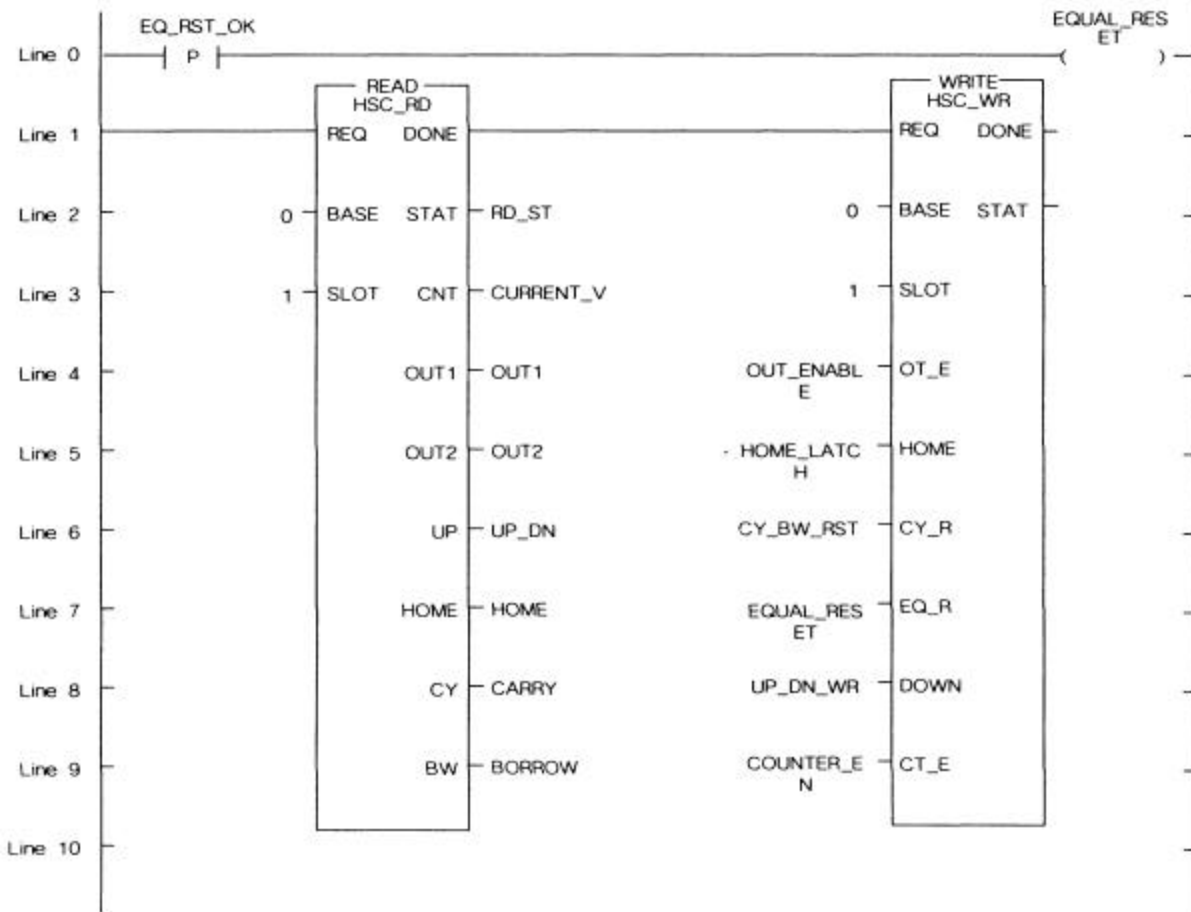 EQ_RST_OK
EQUAL_RES
ET
Line 0
P
( )
READ
HSC_RD
WRITE
HSC_WR
Line 1
REQ DONE
REQ DONE
Line 2
0 BASE STAT RD_ST
0 BASE STAT
Line 3
1 SLOT CNT CURRENT_V
1 SLOT
Line 4
OUT1 OUT1
OUT_ENABL
E
OT_E
Line 5
OUT2 OUT2
HOME_LATC
H
HOME
Line 6
UP UP_DN
CY_BW_RST CY_R
Line 7
HOME HOME
EQUAL_RES
ET
EQ_R
Line 8
CY CARRY
UP_DN_WR DOWN
Line 9
BW BORROW
COUNTER_E
N
CT_E
Line 10